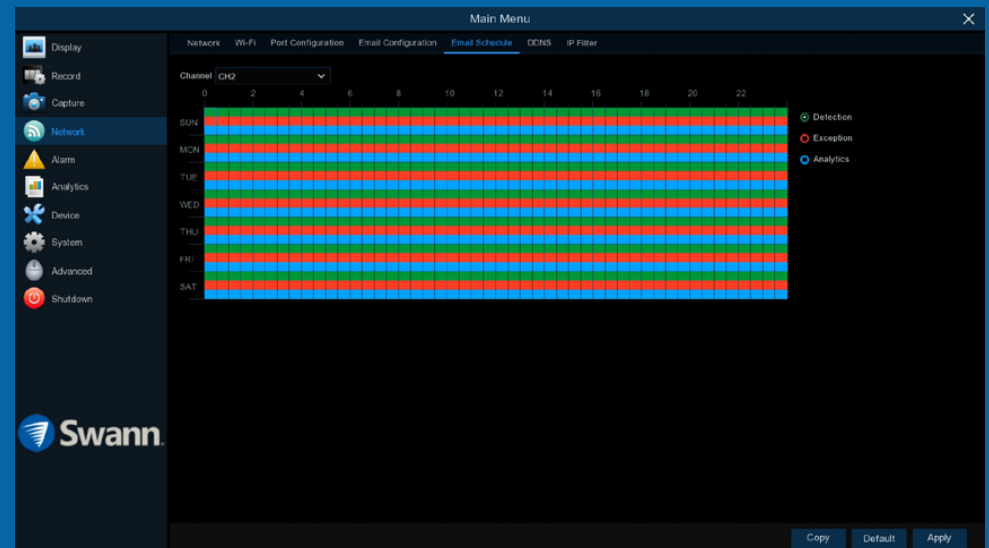 Main Menu
Display
Record
Capture
Network
Alarm
Analytics
Device
System
Advanced
Shutdown
Swann
Network Wi-Fi Port Configuration Email Configuration Email Schedule DDNS IP Filter
Channel CH2
0 2 4 6 8 10 12 14 16 18 20 22
SUN
MON
TUE
WED
THU
FRI
SAT
Detection
Exception
Analytics
Copy Default Apply